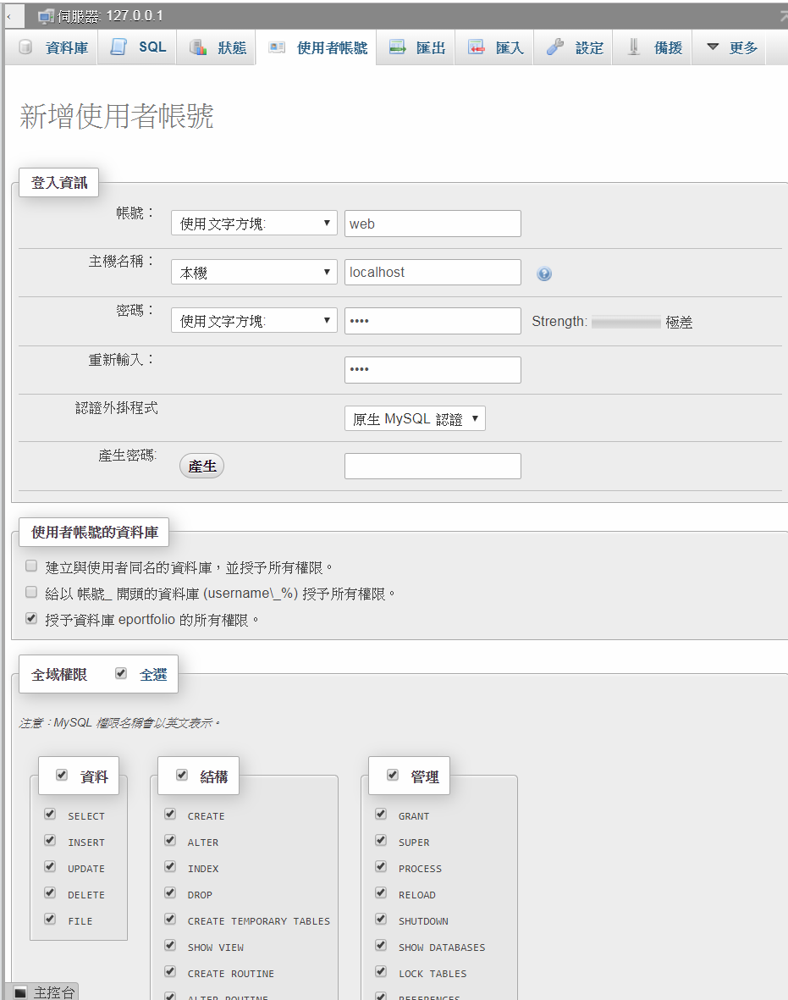 伺服器: 127.0.0.1
資料庫 SQL 狀態 使用者帳號 匯出 匯入 設定 備援 更多
新增使用者帳號
登入資訊
帳號： 使用文字方塊: web
主機名稱： 本機 localhost
密碼： 使用文字方塊: •••• Strength: 極差
重新輸入： ••••
認證外掛程式 原生 MySQL 認證
產生密碼: 產生
使用者帳號的資料庫
建立與使用者同名的資料庫，並授予所有權限。
給以 帳號_ 開頭的資料庫 (username\_%) 授予所有權限。
授予資料庫 eportfolio 的所有權限。
全域權限 全選
注意：MySQL 權限名稱會以英文表示。
資料 結構 管理
SELECT CREATE GRANT
INSERT ALTER SUPER
UPDATE INDEX PROCESS
DELETE DROP RELOAD
FILE CREATE TEMPORARY TABLES SHUTDOWN
SHOW VIEW SHOW DATABASES
CREATE ROUTINE LOCK TABLES
ALTER ROUTINE REFERENCES
主控台